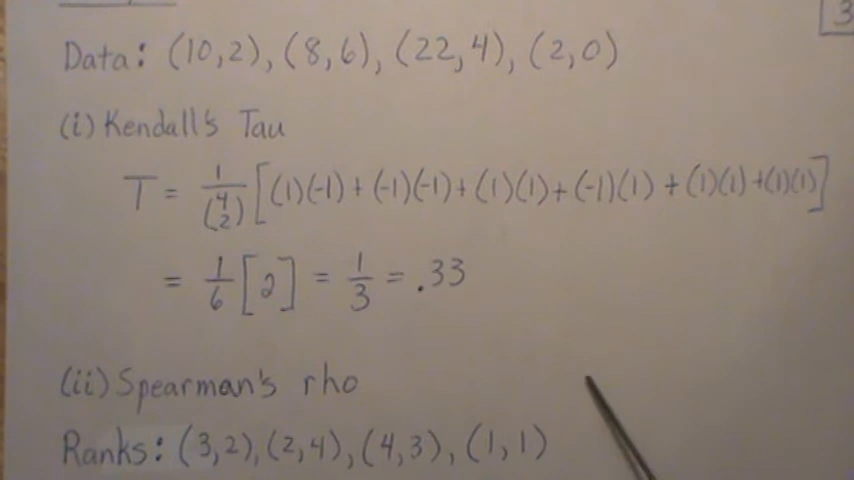 3
Data: (10,2), (8,6), (22,4), (2,0)
(i) Kendall's Tau
T = 1/(4 2) [(1)(-1) + (-1)(-1) + (1)(1) + (-1)(1) + (1)(1) + (1)(1)]
= 1/6 [2] = 1/3 = .33
(ii) Spearman's rho
Ranks: (3,2), (2,4), (4,3), (1,1)